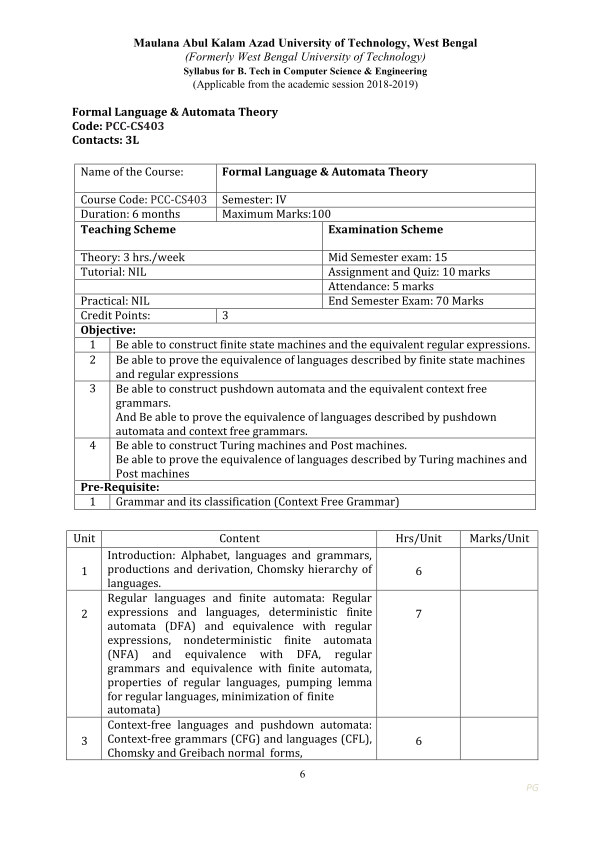 Maulana Abul Kalam Azad University of Technology, West Bengal
(Formerly West Bengal University of Technology)
Syllabus for B. Tech in Computer Science & Engineering
(Applicable from the academic session 2018-2019)
Formal Language & Automata Theory
Code: PCC-CS403
Contacts: 3L
Name of the Course: Formal Language & Automata Theory
Course Code: PCC-CS403 Semester: IV
Duration: 6 months Maximum Marks:100
Teaching Scheme Examination Scheme
Theory: 3 hrs./week Mid Semester exam: 15
Tutorial: NIL Assignment and Quiz: 10 marks
Attendance: 5 marks
Practical: NIL End Semester Exam: 70 Marks
Credit Points: 3
Objective:
1 Be able to construct finite state machines and the equivalent regular expressions.
2 Be able to prove the equivalence of languages described by finite state machines
and regular expressions
3 Be able to construct pushdown automata and the equivalent context free
grammars.
And Be able to prove the equivalence of languages described by pushdown
automata and context free grammars.
4 Be able to construct Turing machines and Post machines.
Be able to prove the equivalence of languages described by Turing machines and
Post machines
Pre-Requisite:
1 Grammar and its classification (Context Free Grammar)
Unit Content Hrs/Unit Marks/Unit
Introduction: Alphabet, languages and grammars,
1 productions and derivation, Chomsky hierarchy of 6
languages.
Regular languages and finite automata: Regular
2 expressions and languages, deterministic finite 7
automata (DFA) and equivalence with regular
expressions, nondeterministic finite automata
(NFA) and equivalence with DFA, regular
grammars and equivalence with finite automata,
properties of regular languages, pumping lemma
for regular languages, minimization of finite
automata)
Context-free languages and pushdown automata:
3 Context-free grammars (CFG) and languages (CFL), 6
Chomsky and Greibach normal forms,
6
PG